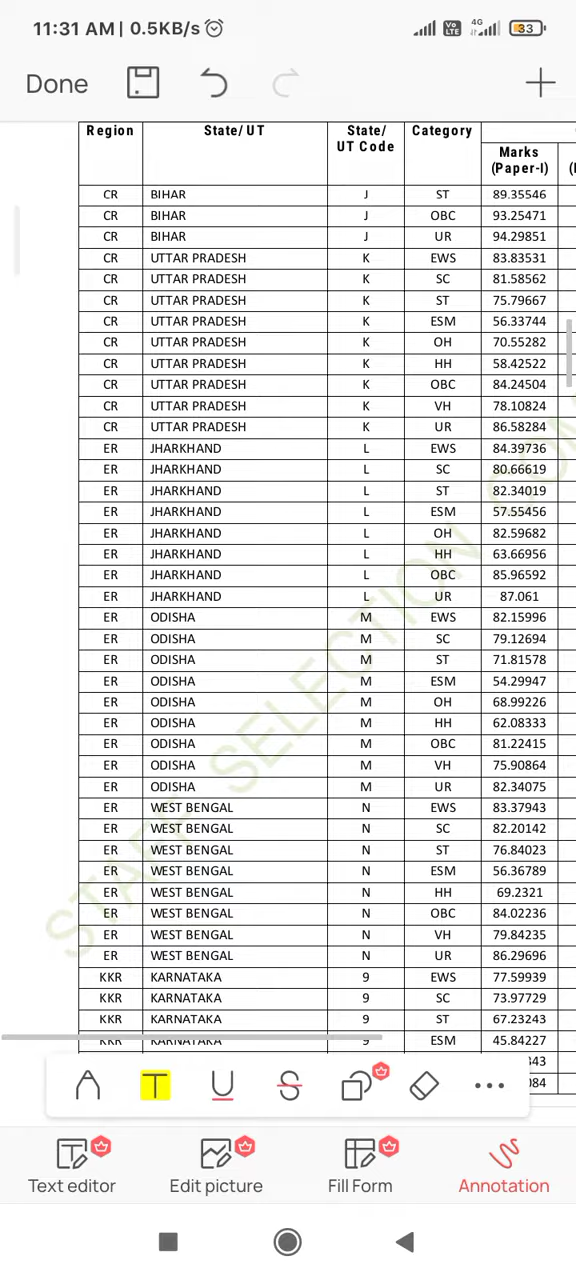 11:31 AM | 0.5KB/s Vo LTE 4G 33
Done
Region State/ UT State/ UT Code Category
Marks (Paper-I)
CR BIHAR J ST 89.35546
CR BIHAR J OBC 93.25471
CR BIHAR J UR 94.29851
CR UTTAR PRADESH K EWS 83.83531
CR UTTAR PRADESH K SC 81.58562
CR UTTAR PRADESH K ST 75.79667
CR UTTAR PRADESH K ESM 56.33744
CR UTTAR PRADESH K OH 70.55282
CR UTTAR PRADESH K HH 58.42522
CR UTTAR PRADESH K OBC 84.24504
CR UTTAR PRADESH K VH 78.10824
CR UTTAR PRADESH K UR 86.58284
ER JHARKHAND L EWS 84.39736
ER JHARKHAND L SC 80.66619
ER JHARKHAND L ST 82.34019
ER JHARKHAND L ESM 57.55456
ER JHARKHAND L OH 82.59682
ER JHARKHAND L HH 63.66956
ER JHARKHAND L OBC 85.96592
ER JHARKHAND L UR 87.061
ER ODISHA M EWS 82.15996
ER ODISHA M SC 79.12694
ER ODISHA M ST 71.81578
ER ODISHA M ESM 54.29947
ER ODISHA M OH 68.99226
ER ODISHA M HH 62.08333
ER ODISHA M OBC 81.22415
ER ODISHA M VH 75.90864
ER ODISHA M UR 82.34075
ER WEST BENGAL N EWS 83.37943
ER WEST BENGAL N SC 82.20142
ER WEST BENGAL N ST 76.84023
ER WEST BENGAL N ESM 56.36789
ER WEST BENGAL N HH 69.2321
ER WEST BENGAL N OBC 84.02236
ER WEST BENGAL N VH 79.84235
ER WEST BENGAL N UR 86.29696
KKR KARNATAKA 9 EWS 77.59939
KKR KARNATAKA 9 SC 73.97729
KKR KARNATAKA 9 ST 67.23243
KKR KARNATAKA 9 ESM 45.84227
STAFF SELECTION COM
Text editor Edit picture Fill Form Annotation